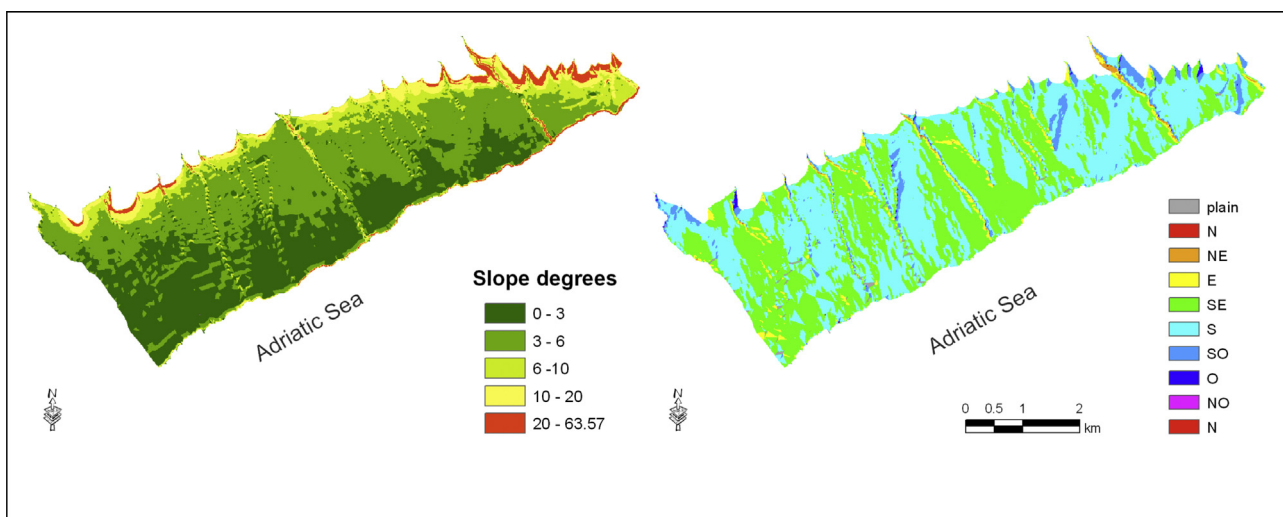 Slope degrees
0 - 3
3 - 6
6 -10
10 - 20
20 - 63.57
Adriatic Sea
N
Adriatic Sea
N
0 0.5 1 2
km
plain
N
NE
E
SE
S
SO
O
NO
N